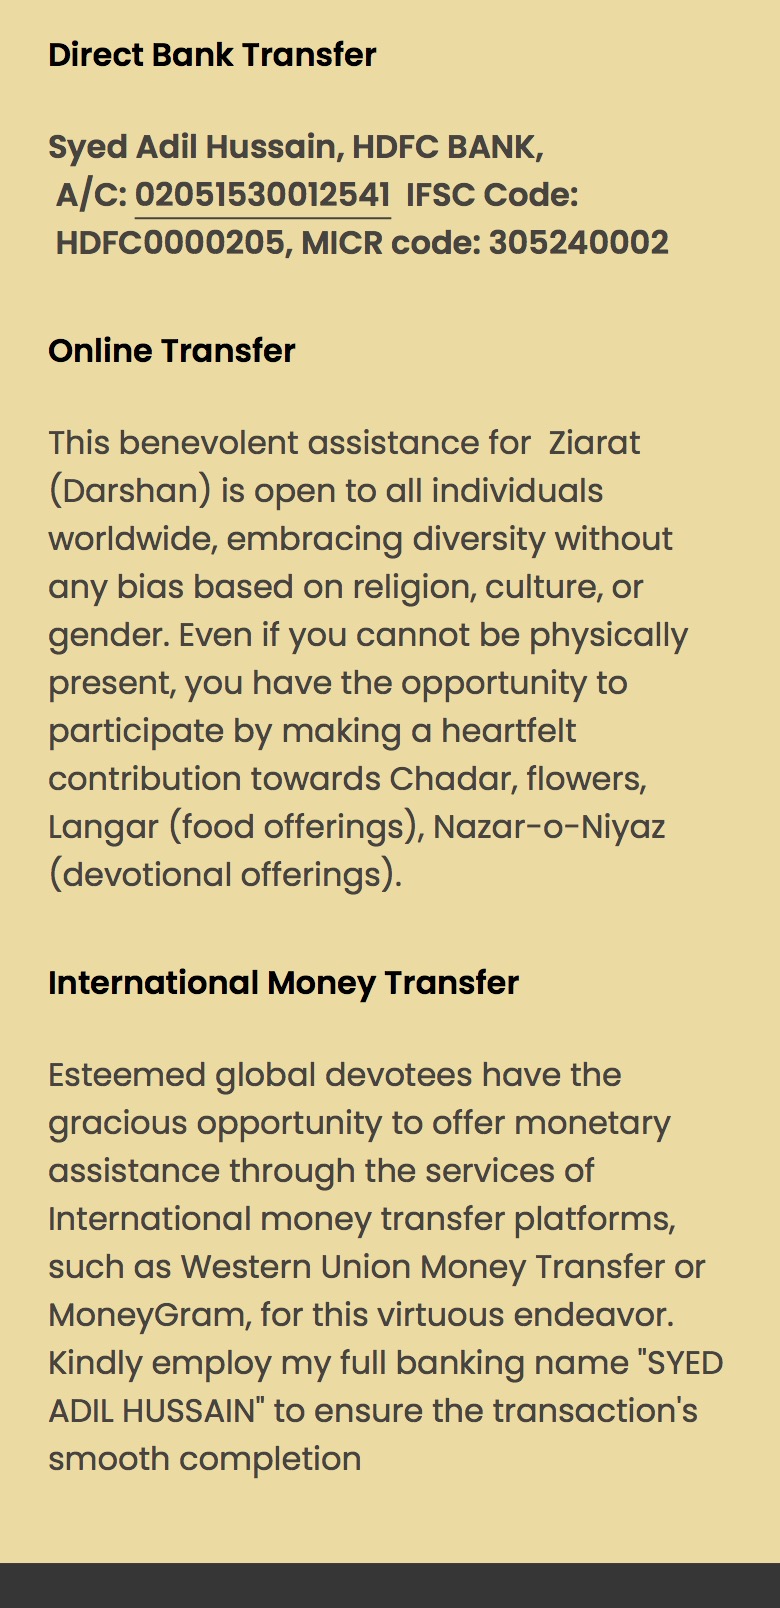 Direct Bank Transfer
Syed Adil Hussain, HDFC BANK,
A/C: 02051530012541 IFSC Code:
HDFC0000205, MICR code: 305240002
Online Transfer
This benevolent assistance for Ziarat
(Darshan) is open to all individuals
worldwide, embracing diversity without
any bias based on religion, culture, or
gender. Even if you cannot be physically
present, you have the opportunity to
participate by making a heartfelt
contribution towards Chadar, flowers,
Langar (food offerings), Nazar-o-Niyaz
(devotional offerings).
International Money Transfer
Esteemed global devotees have the
gracious opportunity to offer monetary
assistance through the services of
International money transfer platforms,
such as Western Union Money Transfer or
MoneyGram, for this virtuous endeavor.
Kindly employ my full banking name "SYED
ADIL HUSSAIN" to ensure the transaction's
smooth completion